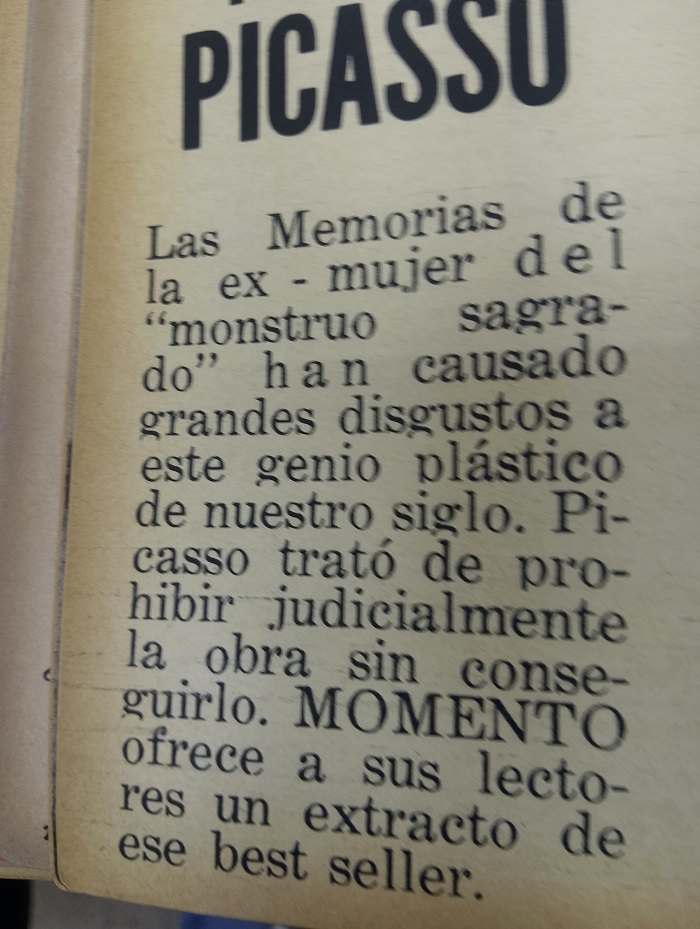 PICASSO
Las Memorias de
la ex - mujer del
“monstruo sagra-
do” han causado
grandes disgustos a
este genio plástico
de nuestro siglo. Pi-
casso trató de pro-
hibir judicialmente
la obra sin conse-
guirlo. MOMENTO
ofrece a sus lecto-
res un extracto de
ese best seller.